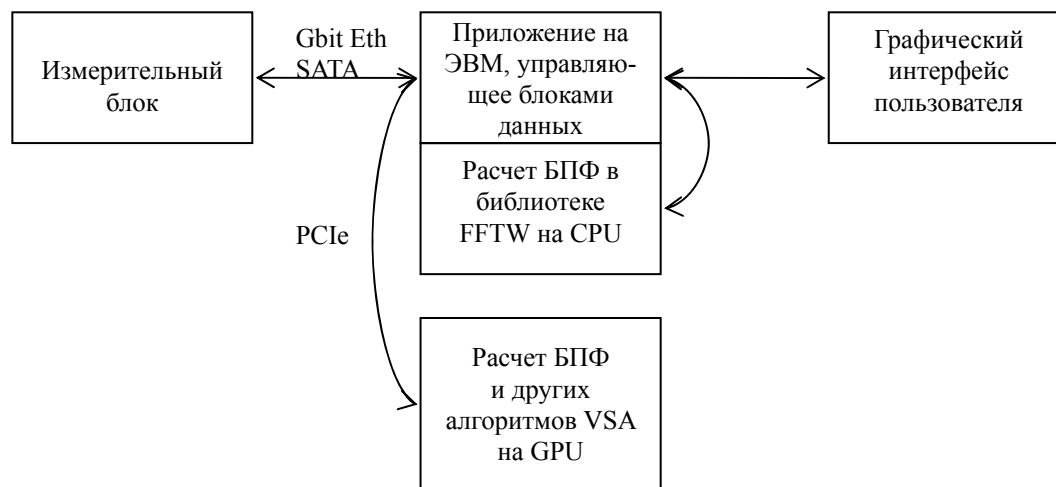 Измерительный
блок
Gbit Eth
SATA
Приложение на
ЭВМ, управляю-
щее блоками
данных
Графический
интерфейс
пользователя
Расчет БПФ в
библиотеке
FFTW на CPU
PCIe
Расчет БПФ
и других
алгоритмов VSA
на GPU